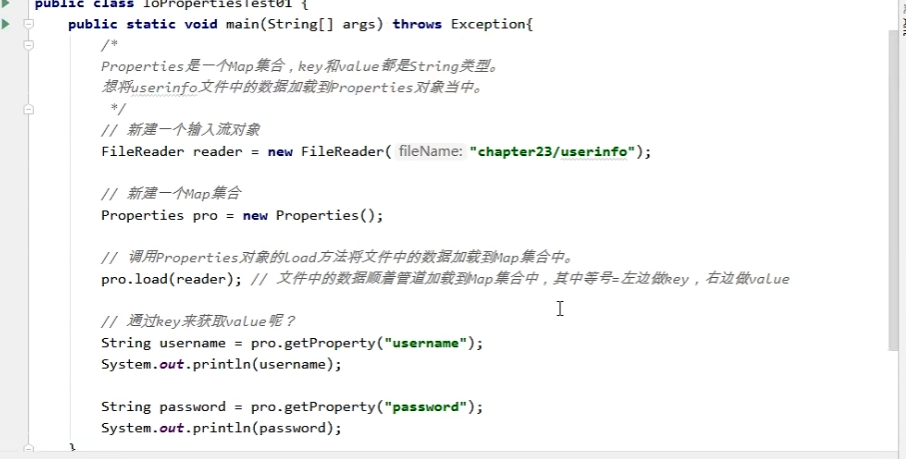 public class IoPropertiesTest01 {
public static void main(String[] args) throws Exception{
/*
Properties是一个Map集合，key和value都是String类型。
想将userinfo文件中的数据加载到Properties对象当中。
*/
// 新建一个输入流对象
FileReader reader = new FileReader( fileName: "chapter23/userinfo");
// 新建一个Map集合
Properties pro = new Properties();
// 调用Properties对象的load方法将文件中的数据加载到Map集合中。
pro.load(reader); // 文件中的数据顺着管道加载到Map集合中，其中等号=左边做key，右边做value
// 通过key来获取value呢？
String username = pro.getProperty("username");
System.out.println(username);
String password = pro.getProperty("password");
System.out.println(password);
}